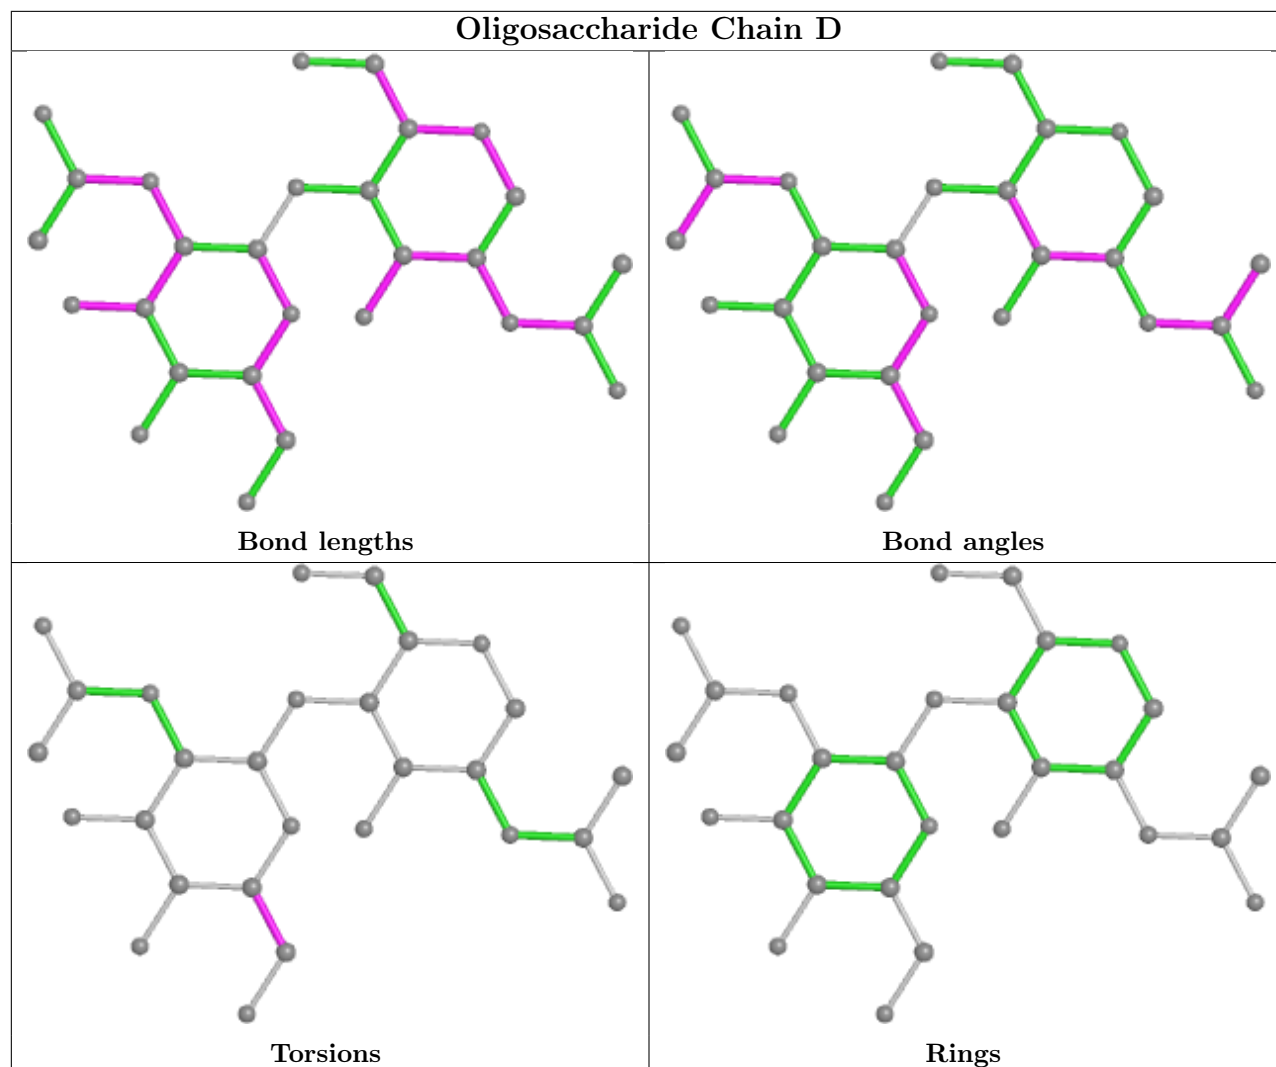 Oligosaccharide Chain D
Bond lengths
Bond angles
Torsions
Rings